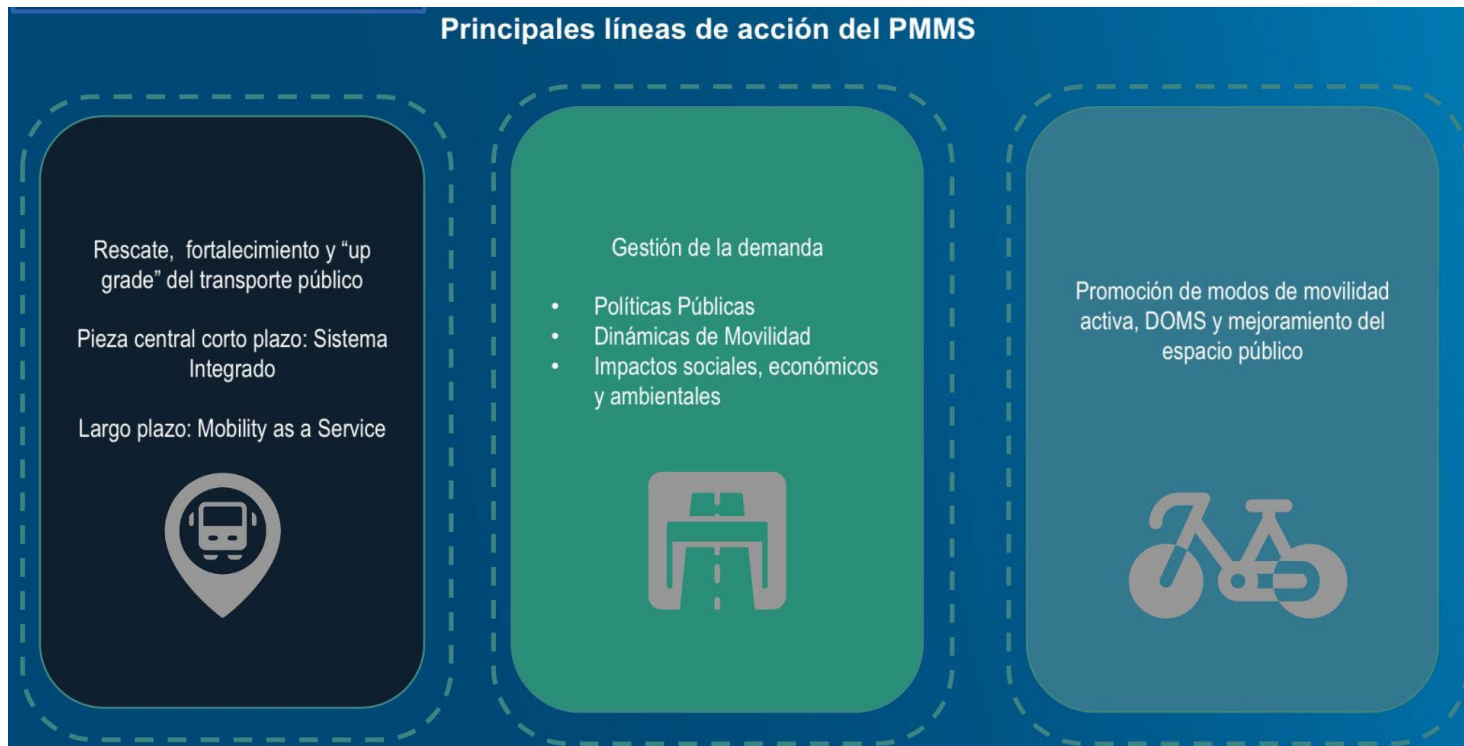 Principales líneas de acción del PMMS
Rescate, fortalecimiento y “up
grade” del transporte público
Pieza central corto plazo: Sistema
Integrado
Largo plazo: Mobility as a Service
Gestión de la demanda
• Políticas Públicas
• Dinámicas de Movilidad
• Impactos sociales, económicos
y ambientales
Promoción de modos de movilidad
activa, DOMS y mejoramiento del
espacio público